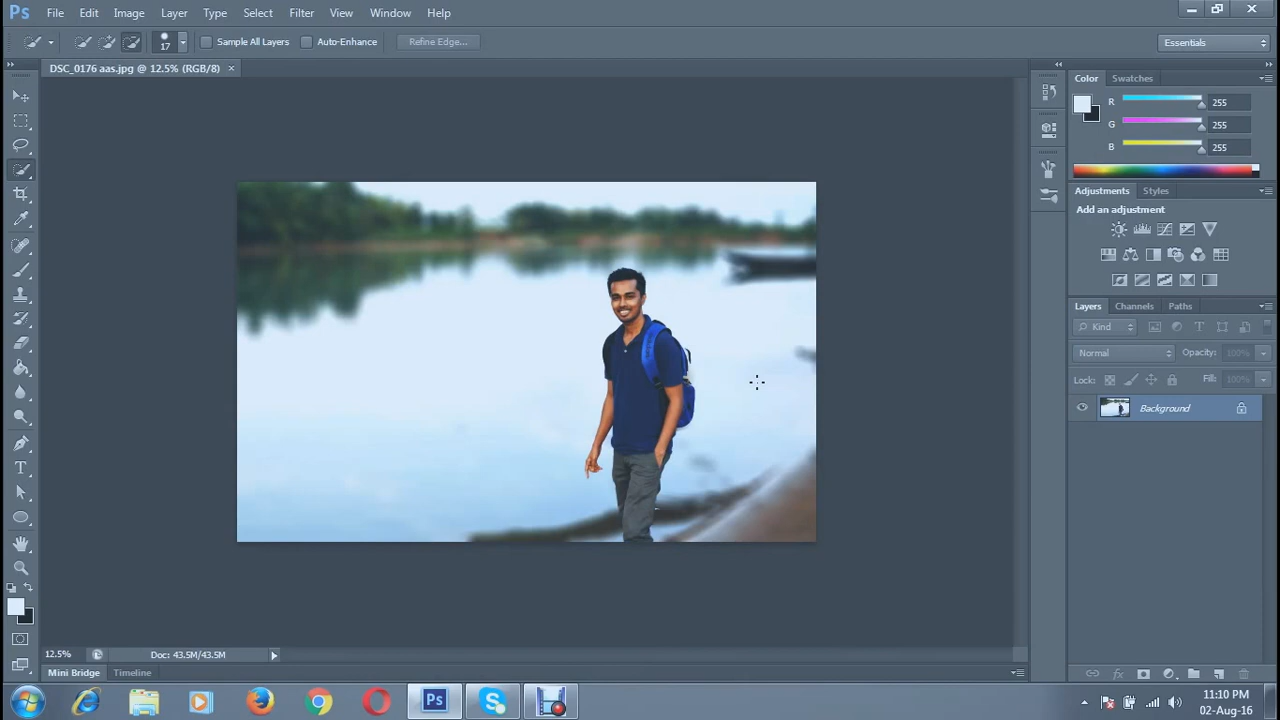 Ps File Edit Image Layer Type Select Filter View Window Help
17 Sample All Layers Auto-Enhance Refine Edge... Essentials
DSC_0176 aas.jpg @ 12.5% (RGB/8) ×
Color Swatches
R 255
G 255
B 255
Adjustments Styles
Add an adjustment
Layers Channels Paths
Kind
Normal Opacity: 100%
Lock: Fill: 100%
Background
12.5% Doc: 43.5M/43.5M
Mini Bridge Timeline
Ps
11:10 PM
02-Aug-16